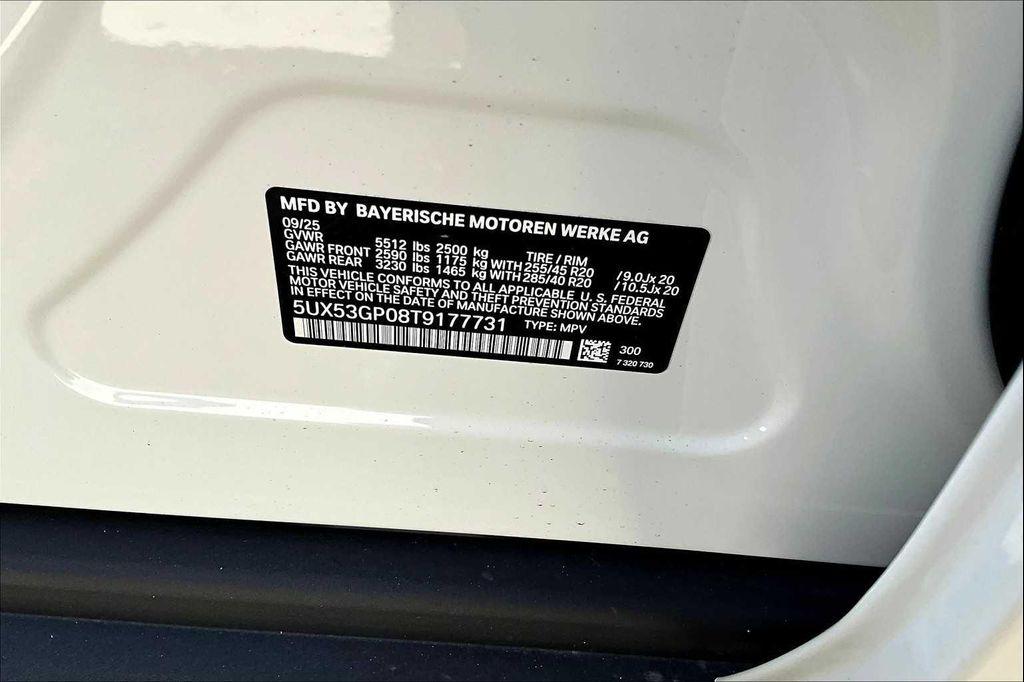 MFD BY BAYERISCHE MOTOREN WERKE AG
09/25
GVWR 5512 lbs 2500 kg TIRE / RIM
GAWR FRONT 2590 lbs 1175 kg WITH 255/45 R20 /9.0Jx 20
GAWR REAR 3230 lbs 1465 kg WITH 285/40 R20 /10.5Jx 20
THIS VEHICLE CONFORMS TO ALL APPLICABLE U. S. FEDERAL
MOTOR VEHICLE SAFETY AND THEFT PREVENTION STANDARDS
IN EFFECT ON THE DATE OF MANUFACTURE SHOWN ABOVE.
5UX53GP08T9177731 TYPE: MPV
300
7 320 730